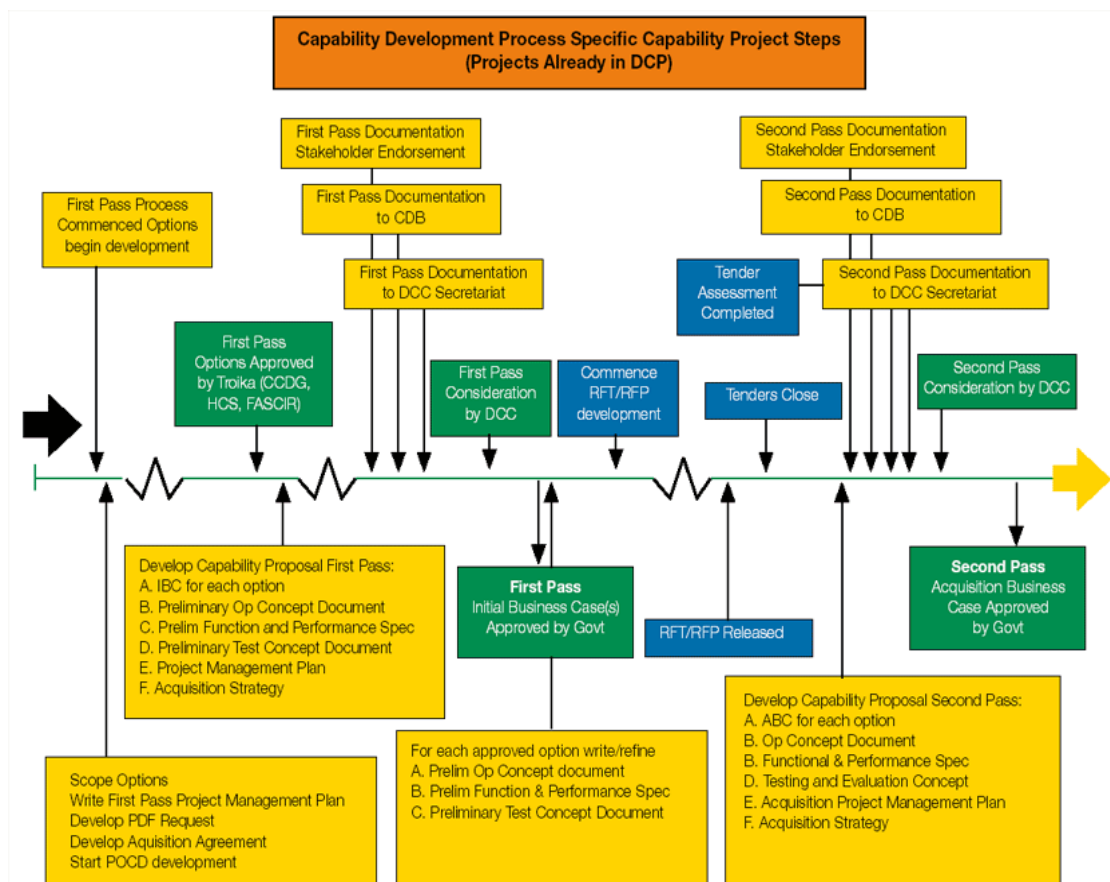 Capability Development Process Specific Capability Project Steps
(Projects Already in DCP)
First Pass Documentation
Stakeholder Endorsement
Second Pass Documentation
Stakeholder Endorsement
First Pass Process
Commenced Options
begin development
First Pass Documentation
to CDB
Second Pass Documentation
to CDB
First Pass Documentation
to DCC Secretariat
Tender
Assessment
Completed
Second Pass Documentation
to DCC Secretariat
First Pass
Options Approved
by Troika (CCDG,
HCS, FASCIR)
First Pass
Consideration
by DCC
Commence
RFT/RFP
development
Tenders Close
Second Pass
Consideration by DCC
Develop Capability Proposal First Pass:
A. IBC for each option
B. Preliminary Op Concept Document
C. Prelim Function and Performance Spec
D. Preliminary Test Concept Document
E. Project Management Plan
F. Acquisition Strategy
First Pass
Initial Business Case(s)
Approved by Govt
RFT/RFP Released
Second Pass
Acquisition Business
Case Approved
by Govt
Scope Options
Write First Pass Project Management Plan
Develop PDF Request
Develop Aquisition Agreement
Start POCD development
For each approved option write/refine
A. Prelim Op Concept document
B. Prelim Function & Performance Spec
C. Preliminary Test Concept Document
Develop Capability Proposal Second Pass:
A. ABC for each option
B. Op Concept Document
B. Functional & Performance Spec
D. Testing and Evaluation Concept
E. Acquisition Project Management Plan
F. Acquisition Strategy